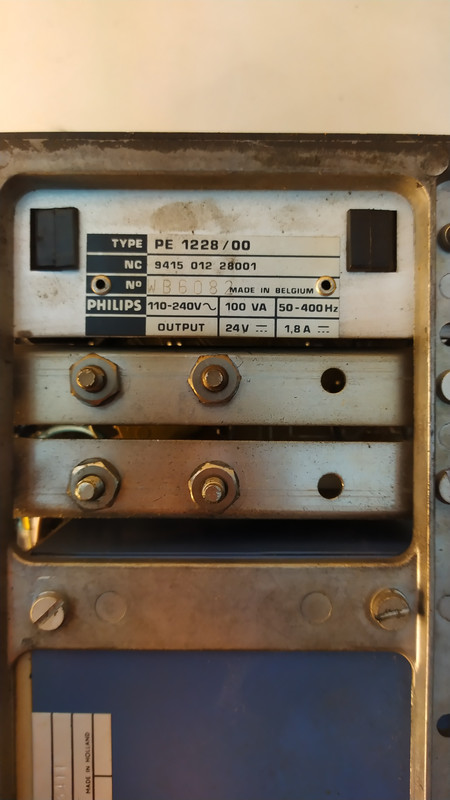 TYPE PE 1228/00
NC 9415 012 28001
Nº MADE IN BELGIUM
PHILIPS 110-240V~ 100 VA 50-400Hz
OUTPUT 24V ⎓ 1,8 A ⎓
MADE IN HOLLAND